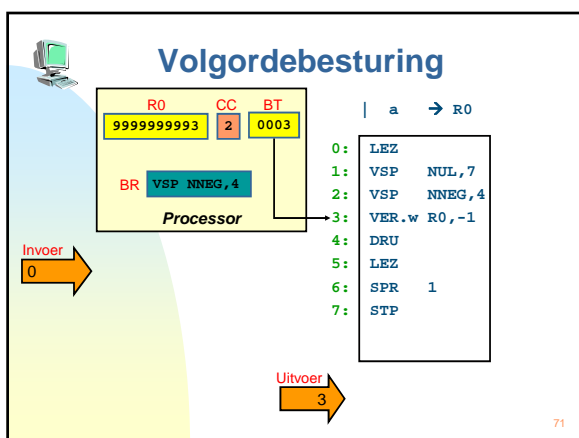 Volgordebesturing
R0 CC BT
9999999993 2 0003
BR VSP NNEG,4
Processor
| a → R0
0: LEZ
1: VSP NUL,7
2: VSP NNEG,4
3: VER.w R0,-1
4: DRU
5: LEZ
6: SPR 1
7: STP
Invoer
0
Uitvoer
3
71